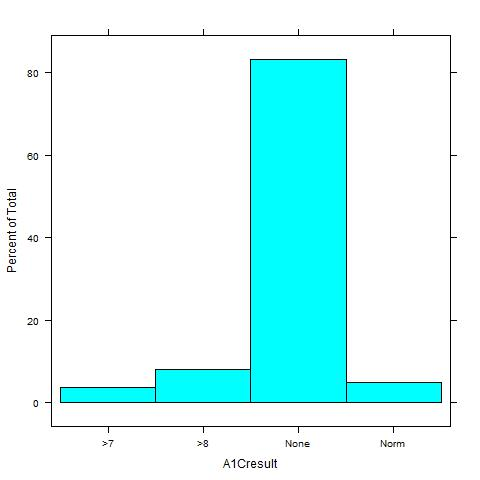 80
60
40
20
0
Percent of Total
>7 >8 None Norm
A1Cresult